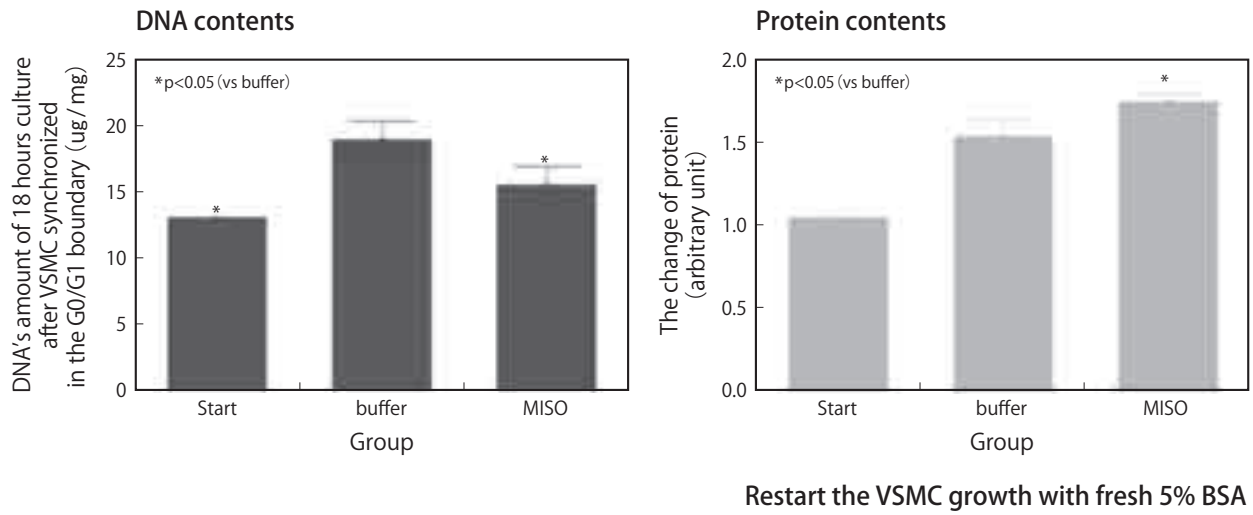 DNA contents
DNA's amount of 18 hours culture
after VSMC synchronized
in the G0/G1 boundary (ug / mg)
25
20
15
10
5
0
*p<0.05 (vs buffer)
*
*
Start buffer MISO
Group
Protein contents
The change of protein
(arbitrary unit)
2.0
1.5
1.0
0.5
0.0
*p<0.05 (vs buffer)
*
Start buffer MISO
Group
Restart the VSMC growth with fresh 5% BSA